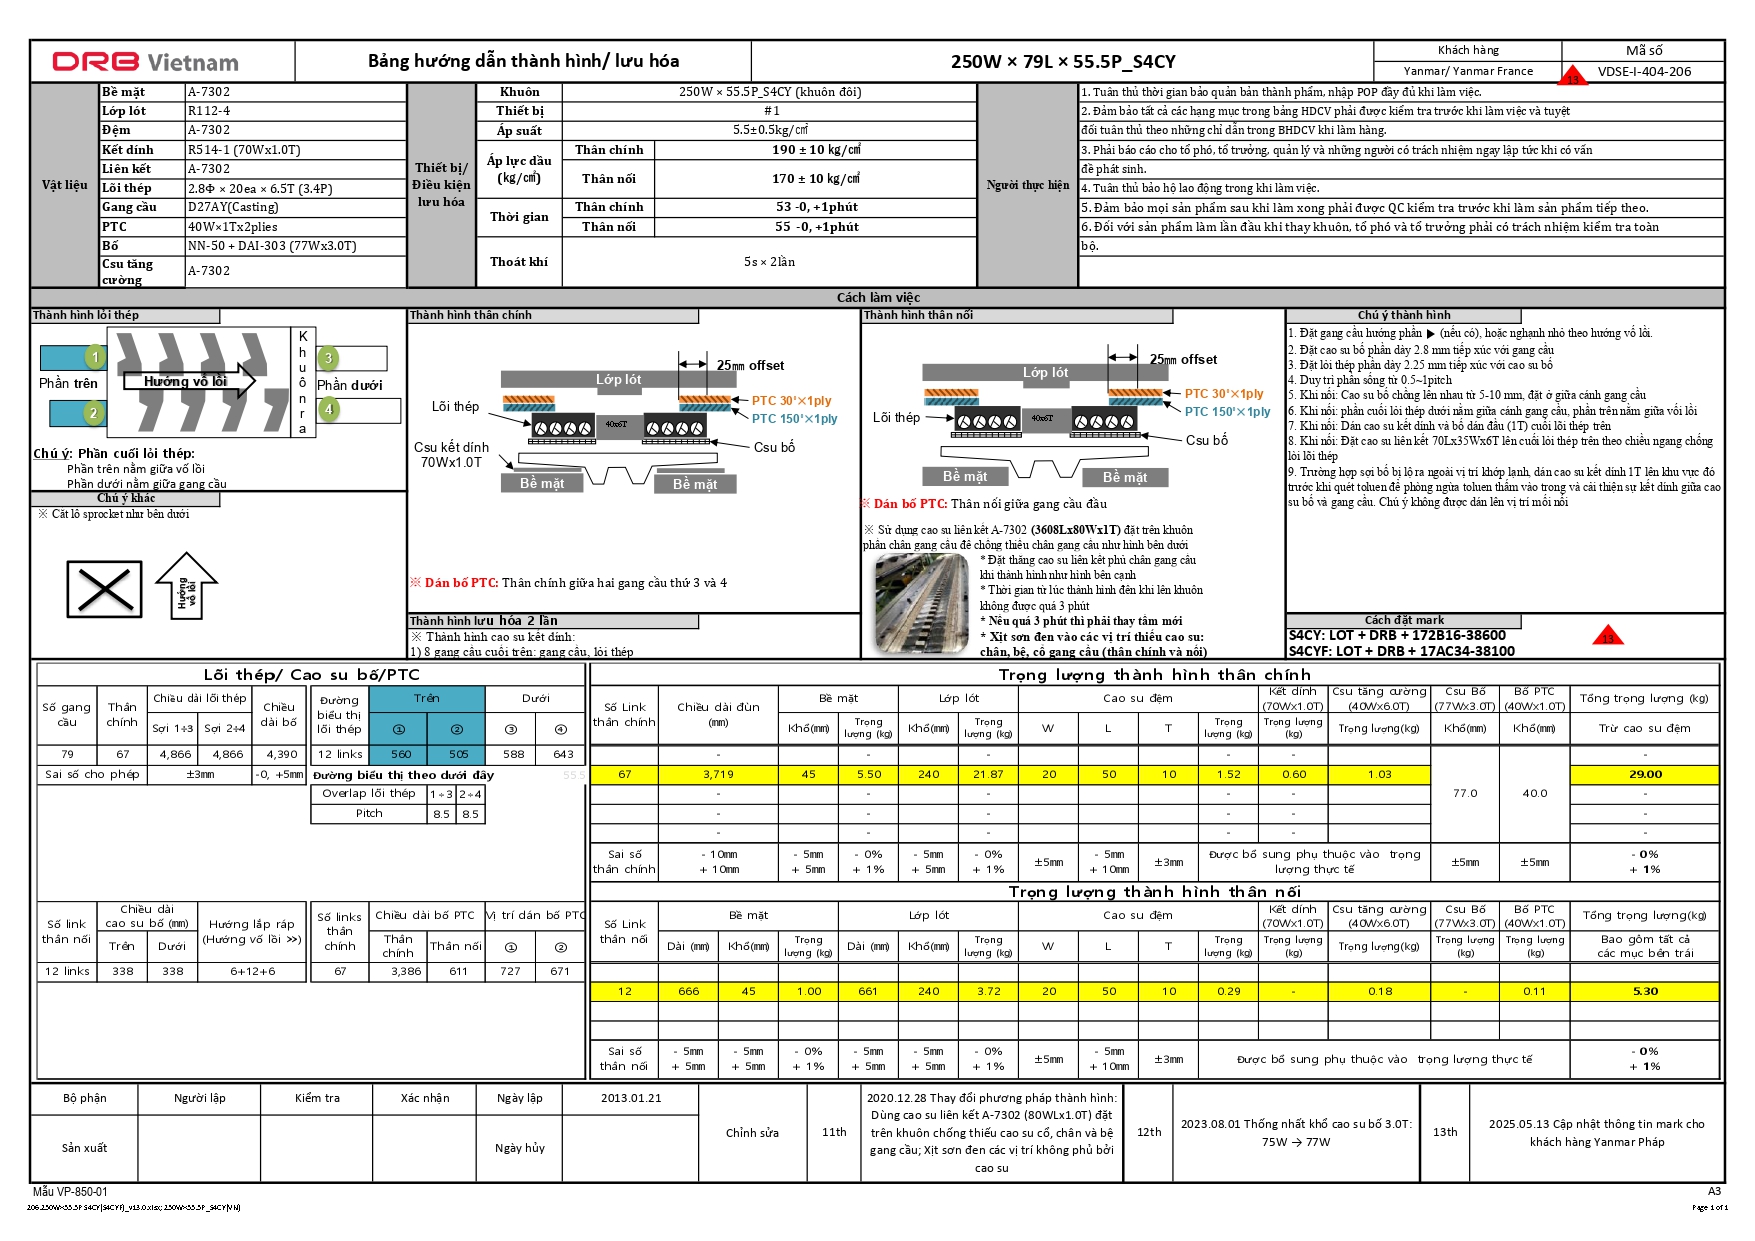 DRB Vietnam
Bảng hướng dẫn thành hình/ lưu hóa
250W × 79L × 55.5P_S4CY
Khách hàng
Mã số
Yanmar/ Yanmar France
13
VDSE-I-404-206
Vật liệu
Bề mặt A-7302
Lớp lót R112-4
Đệm A-7302
Kết dính R514-1 (70Wx1.0T)
Liên kết A-7302
Lõi thép 2.8Φ × 20ea × 6.5T (3.4P)
Gang cầu D27AY(Casting)
PTC 40W×1Tx2plies
Bố NN-50 + DAI-303 (77Wx3.0T)
Csu tăng cường A-7302
Thiết bị/ Điều kiện lưu hóa
Khuôn 250W × 55.5P_S4CY (khuôn đôi)
Thiết bị #1
Áp suất 5.5±0.5kg/㎠
Áp lực dầu (kg/㎠)
Thân chính 190 ± 10 kg/㎠
Thân nối 170 ± 10 kg/㎠
Thời gian
Thân chính 53 -0, +1phút
Thân nối 55 -0, +1phút
Thoát khí 5s × 2lần
Người thực hiện
1. Tuân thủ thời gian bảo quản bán thành phẩm, nhập POP đầy đủ khi làm việc.
2. Đảm bảo tất cả các hạng mục trong bảng HDCV phải được kiểm tra trước khi làm việc và tuyệt
đối tuân thủ theo những chỉ dẫn trong BHDCV khi làm hàng.
3. Phải báo cáo cho tổ phó, tổ trưởng, quản lý và những người có trách nhiệm ngay lập tức khi có vấn
đề phát sinh.
4. Tuân thủ bảo hộ lao động trong khi làm việc.
5. Đảm bảo mọi sản phẩm sau khi làm xong phải được QC kiểm tra trước khi làm sản phẩm tiếp theo.
6. Đối với sản phẩm làm lần đầu khi thay khuôn, tổ phó và tổ trưởng phải có trách nhiệm kiểm tra toàn
bộ.
Cách làm việc
Thành hình lõi thép
1
2
3
4
Phần trên
Hướng vỏ lồi
Khuôn ra
Phần dưới
Chú ý: Phần cuối lõi thép:
Phần trên nằm giữa vỏ lồi
Phần dưới nằm giữa gang cầu
Chú ý khác
※ Cắt lỗ sprocket như bên dưới
Hướng vỏ lồi
Thành hình thân chính
25㎜ offset
Lớp lót
PTC 30°×1ply
PTC 150°×1ply
Lõi thép
40x6T
Csu kết dính
70Wx1.0T
Csu bố
Bề mặt
Bề mặt
※ Dán bố PTC: Thân chính giữa hai gang cầu thứ 3 và 4
Thành hình lưu hóa 2 lần
※ Thành hình cao su kết dính:
1) 8 gang cầu cuối trên: gang cầu, lõi thép
Thành hình thân nối
25㎜ offset
Lớp lót
PTC 30°×1ply
PTC 150°×1ply
Lõi thép
40x6T
Csu bố
Bề mặt
Bề mặt
※ Dán bố PTC: Thân nối giữa gang cầu đầu
※ Sử dụng cao su liên kết A-7302 (3608Lx80Wx1T) đặt trên khuôn
phần chân gang cầu để chống thiếu chân gang cầu như hình bên dưới
* Đặt thẳng cao su liên kết phủ chân gang cầu
khi thành hình như hình bên cạnh
* Thời gian từ lúc thành hình đến khi lên khuôn
không được quá 3 phút
* Nếu quá 3 phút thì phải thay tấm mới
* Xịt sơn đen vào các vị trí thiếu cao su:
chân, bệ, cổ gang cầu (thân chính và nối)
Chú ý thành hình
1. Đặt gang cầu hướng phần ▶ (nếu có), hoặc nghạnh nhỏ theo hướng vỏ lồi.
2. Đặt cao su bố phần dày 2.8 mm tiếp xúc với gang cầu
3. Đặt lõi thép phần dày 2.25 mm tiếp xúc với cao su bố
4. Duy trì phần sống từ 0.5~1pitch
5. Khi nối: Cao su bố chồng lên nhau từ 5-10 mm, đặt ở giữa cánh gang cầu
6. Khi nối: phần cuối lõi thép dưới nằm giữa cánh gang cầu, phần trên nằm giữa vỏ lồi
7. Khi nối: Dán cao su kết dính và bố dán đầu (1T) cuối lõi thép trên
8. Khi nối: Đặt cao su liên kết 70Lx35Wx6T lên cuối lõi thép trên theo chiều ngang chống
lòi lõi thép
9. Trường hợp sợi bố bị lộ ra ngoài vị trí khớp lạnh, dán cao su kết dính 1T lên khu vực đó
trước khi quét toluen để phòng ngừa toluen thấm vào trong và cải thiện sự kết dính giữa cao
su bố và gang cầu. Chú ý không được dán lên vị trí mối nối
Cách đặt mark
S4CY: LOT + DRB + 172B16-38600
S4CYF: LOT + DRB + 17AC34-38100
13
Lõi thép/ Cao su bố/PTC
Số gang cầu Thân chính Chiều dài lõi thép Chiều dài bố
Sợi 1÷3 Sợi 2÷4
79 67 4,866 4,866 4,390
Sai số cho phép ±3mm -0, +5mm
Đường biểu thị lõi thép Trên Dưới
① ② ③ ④
12 links 560 505 588 643
Đường biểu thị theo dưới đây 55.5
Overlap lõi thép 1÷3 2÷4
Pitch 8.5 8.5
Số link thân nối Chiều dài cao su bố (㎜) Hướng lắp ráp (Hướng vỏ lồi ≫)
Trên Dưới
12 links 338 338 6+12+6
Số links thân chính Chiều dài bố PTC Vị trí dán bố PTC
Thân chính Thân nối ① ②
67 3,386 611 727 671
Trọng lượng thành hình thân chính
Số Link thân chính Chiều dài đùn (㎜) Bề mặt Lớp lót Cao su đệm Kết dính (70Wx1.0T) Csu tăng cường (40Wx6.0T) Csu Bố (77Wx3.0T) Bố PTC (40Wx1.0T) Tổng trọng lượng (kg)
Khổ(㎜) Trọng lượng (kg) Khổ(㎜) Trọng lượng (kg) W L T Trọng lượng (kg) Trọng lượng (kg) Trọng lượng(kg) Khổ(㎜) Khổ(㎜) Trừ cao su đệm
- - - - - -
67 3,719 45 5.50 240 21.87 20 50 10 1.52 0.60 1.03 29.00
- - - - - -
77.0 40.0
- - - - - -
- - - - - -
Sai số thân chính - 10㎜ + 10㎜ - 5㎜ + 5㎜ - 0% + 1% - 5㎜ + 5㎜ - 0% + 1% ±5㎜ - 5㎜ + 10㎜ ±3㎜ Được bổ sung phụ thuộc vào trọng lượng thực tế ±5㎜ ±5㎜ - 0% + 1%
Trọng lượng thành hình thân nối
Số Link thân nối Bề mặt Lớp lót Cao su đệm Kết dính (70Wx1.0T) Csu tăng cường (40Wx6.0T) Csu Bố (77Wx3.0T) Bố PTC (40Wx1.0T) Tổng trọng lượng(kg)
Dài (㎜) Khổ(㎜) Trọng lượng (kg) Dài (㎜) Khổ(㎜) Trọng lượng (kg) W L T Trọng lượng (kg) Trọng lượng (kg) Trọng lượng(kg) Trọng lượng (kg) Trọng lượng (kg) Bao gồm tất cả các mục bên trái
12 666 45 1.00 661 240 3.72 20 50 10 0.29 - 0.18 - 0.11 5.30
Sai số thân nối - 5㎜ + 5㎜ - 5㎜ + 5㎜ - 0% + 1% - 5㎜ + 5㎜ - 5㎜ + 5㎜ - 0% + 1% ±5㎜ - 5㎜ + 10㎜ ±3㎜ Được bổ sung phụ thuộc vào trọng lượng thực tế - 0% + 1%
Bộ phận Người lập Kiểm tra Xác nhận Ngày lập 2013.01.21
Sản xuất Ngày hủy
Chỉnh sửa
11th
2020.12.28 Thay đổi phương pháp thành hình:
Dùng cao su liên kết A-7302 (80WLx1.0T) đặt
trên khuôn chống thiếu cao su cổ, chân và bệ
gang cầu; Xịt sơn đen các vị trí không phủ bởi
cao su
12th
2023.08.01 Thống nhất khổ cao su bố 3.0T:
75W → 77W
13th
2025.05.13 Cập nhật thông tin mark cho
khách hàng Yanmar Pháp
Mẫu VP-850-01
A3
206.250W×55.5P S4CY(S4CYF)_v13.0.xlsx; 250W×55.5P_S4CY(VN)
Page 1 of 1